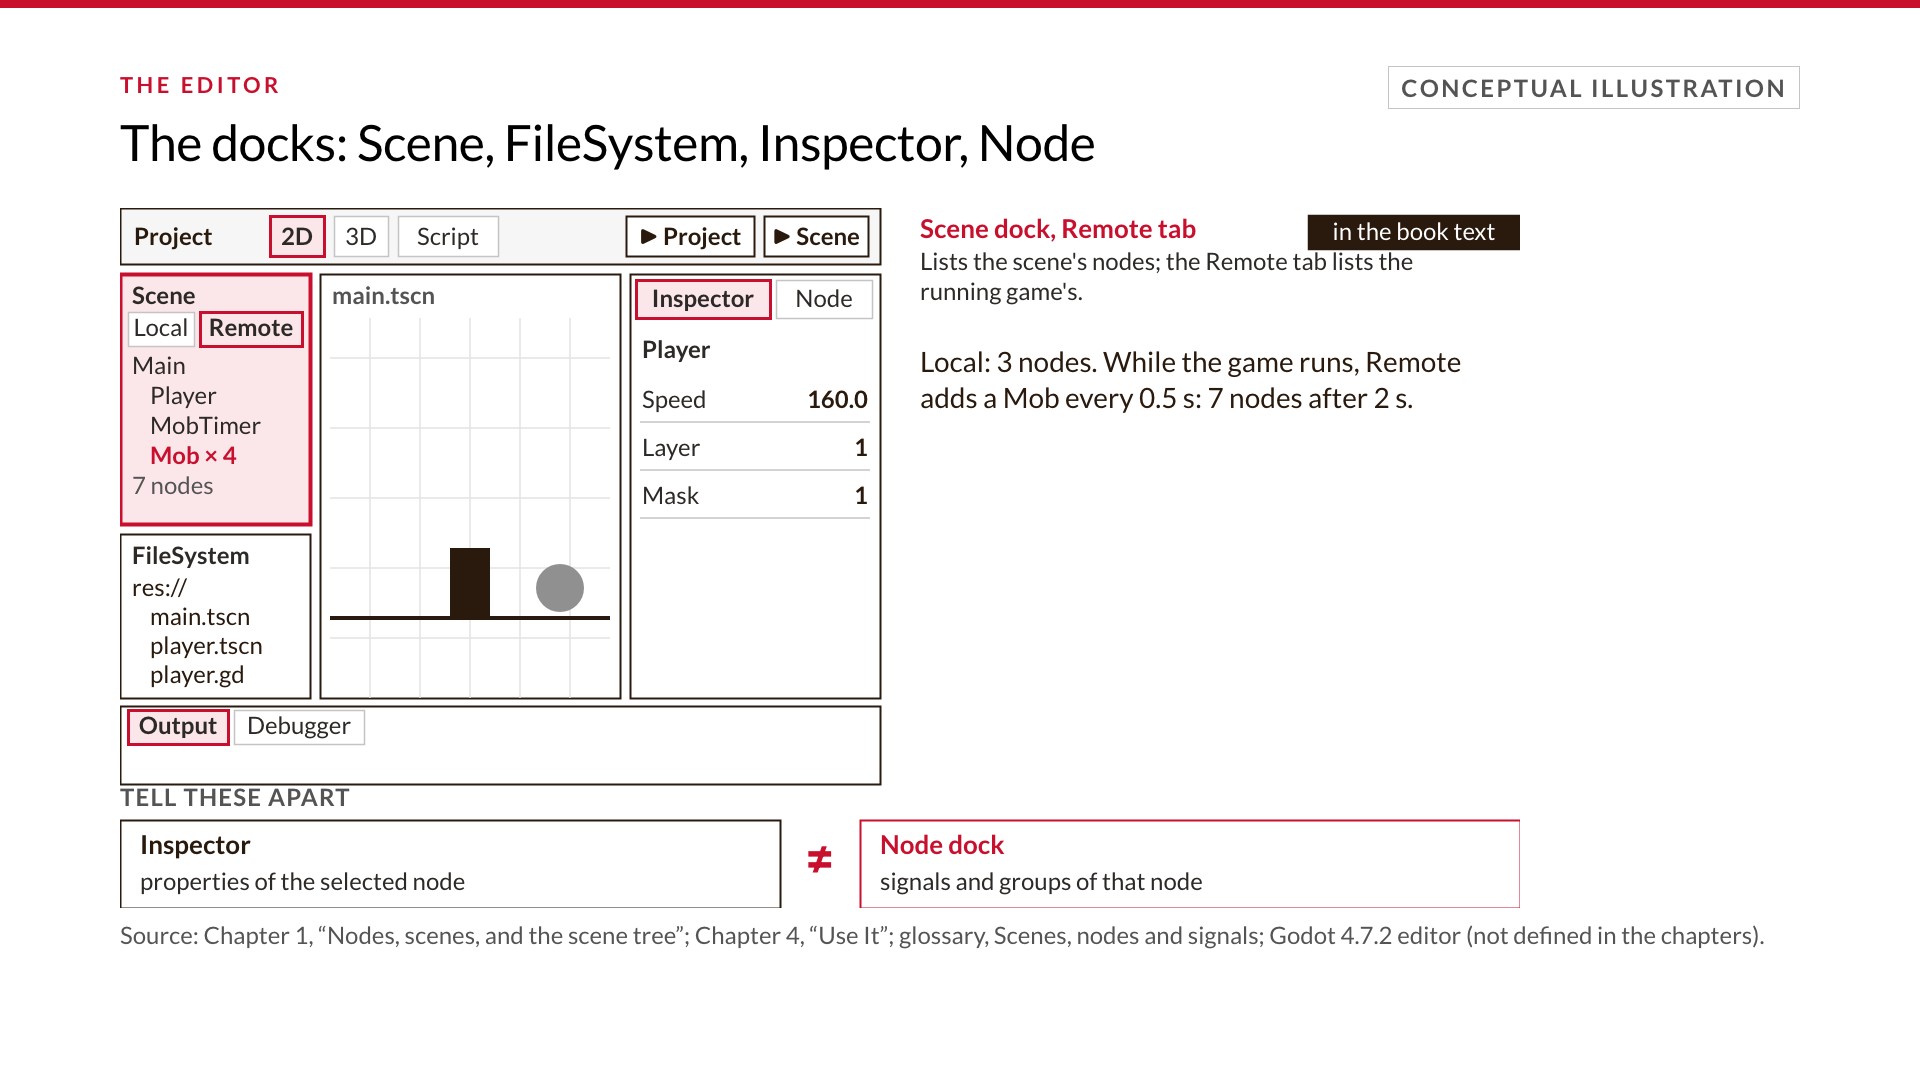 THE EDITOR
CONCEPTUAL ILLUSTRATION
The docks: Scene, FileSystem, Inspector, Node
Project
2D
3D
Script
▶ Project
▶ Scene
Scene
Local
Remote
Main
Player
MobTimer
Mob × 4
7 nodes
FileSystem
res://
main.tscn
player.tscn
player.gd
main.tscn
Inspector
Node
Player
Speed 160.0
Layer 1
Mask 1
Output
Debugger
Scene dock, Remote tab
in the book text
Lists the scene's nodes; the Remote tab lists the
running game's.
Local: 3 nodes. While the game runs, Remote
adds a Mob every 0.5 s: 7 nodes after 2 s.
TELL THESE APART
Inspector
properties of the selected node
≠
Node dock
signals and groups of that node
Source: Chapter 1, “Nodes, scenes, and the scene tree”; Chapter 4, “Use It”; glossary, Scenes, nodes and signals; Godot 4.7.2 editor (not defined in the chapters).